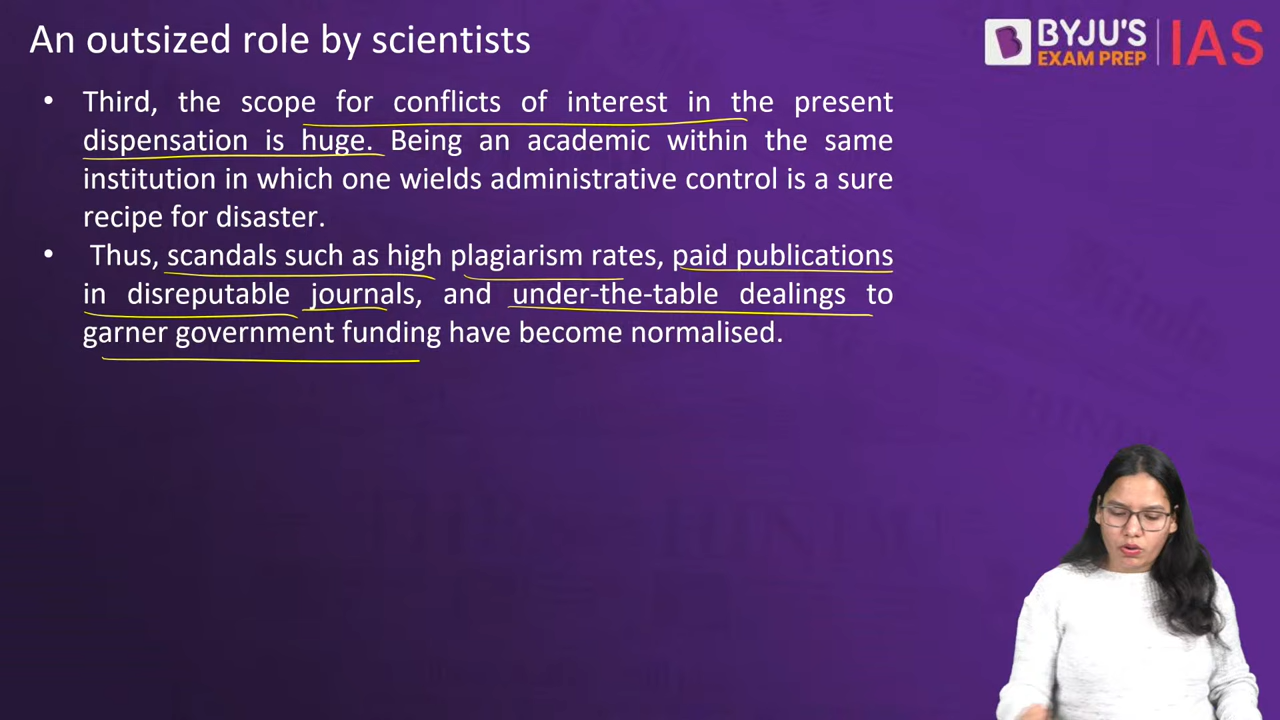 An outsized role by scientists
BYJU'S
EXAM PREP
IAS
• Third, the scope for conflicts of interest in the present
dispensation is huge. Being an academic within the same
institution in which one wields administrative control is a sure
recipe for disaster.
• Thus, scandals such as high plagiarism rates, paid publications
in disreputable journals, and under-the-table dealings to
garner government funding have become normalised.